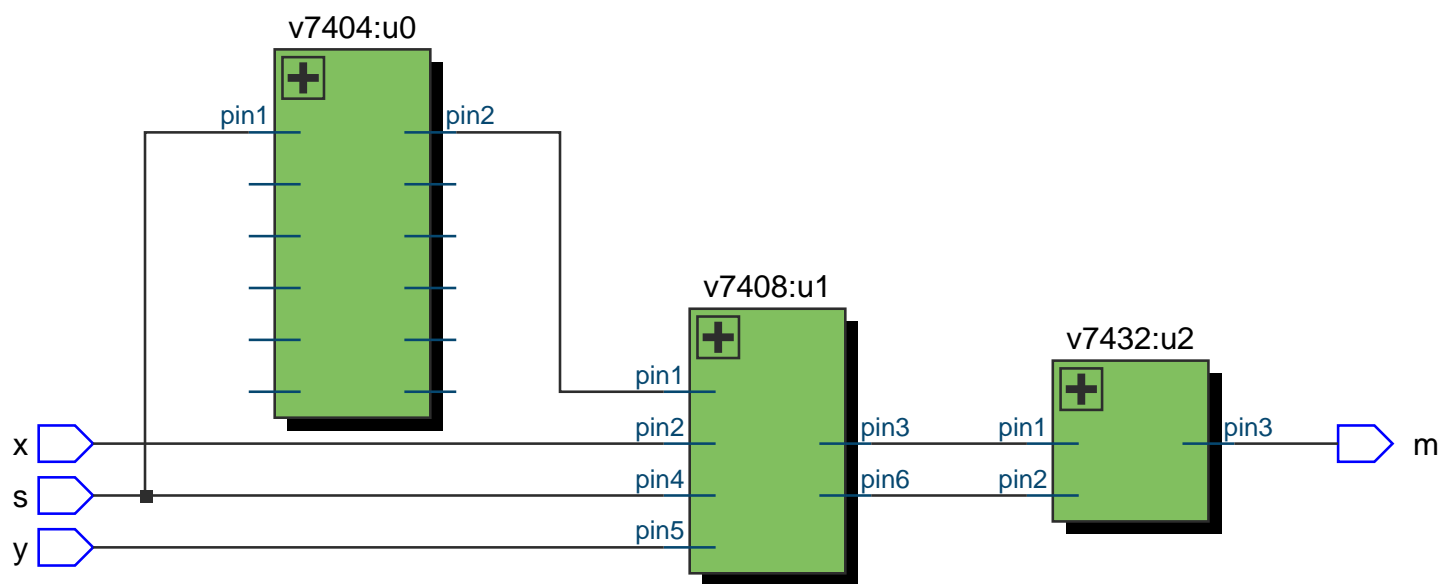 v7404:u0
pin1
pin2
v7408:u1
v7432:u2
pin1
x
pin2
pin3
pin1
pin3
m
s
pin4
pin6
pin2
y
pin5